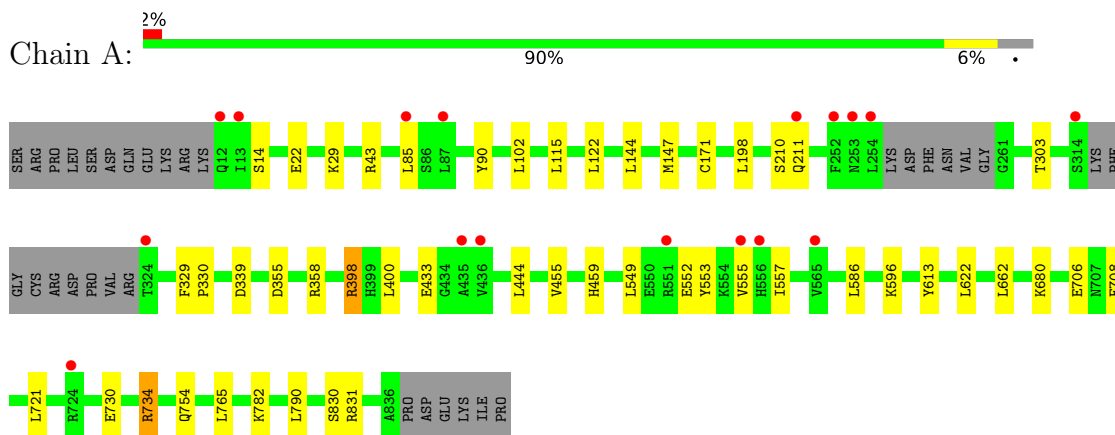 2%
Chain A:
90% 6% •
SER ARG PRO LEU SER ASP GLN GLU LYS ARG LYS Q12 I13 S14 E22 K29 R43 L85 S86 L87 Y90 L102 L115 L122 L144 M147 C171 L198 S210 Q211 F252 N253 L254 LYS ASP PHE ASN VAL GLY G261 T303 S314 LYS PHE
GLY CYS ARG ASP PRO VAL ARG T324 F329 P330 D339 D355 R358 R398 H399 L400 E433 G434 A435 V436 L444 V455 H459 L549 E550 R551 E552 Y553 K554 V555 H556 I557 V565 L586 K596 Y613 L622 L662 K680 E706 N707
L721 R724 E730 R734 Q754 L765 K782 L790 S830 R831 A836 PRO ASP GLU LYS ILE PRO